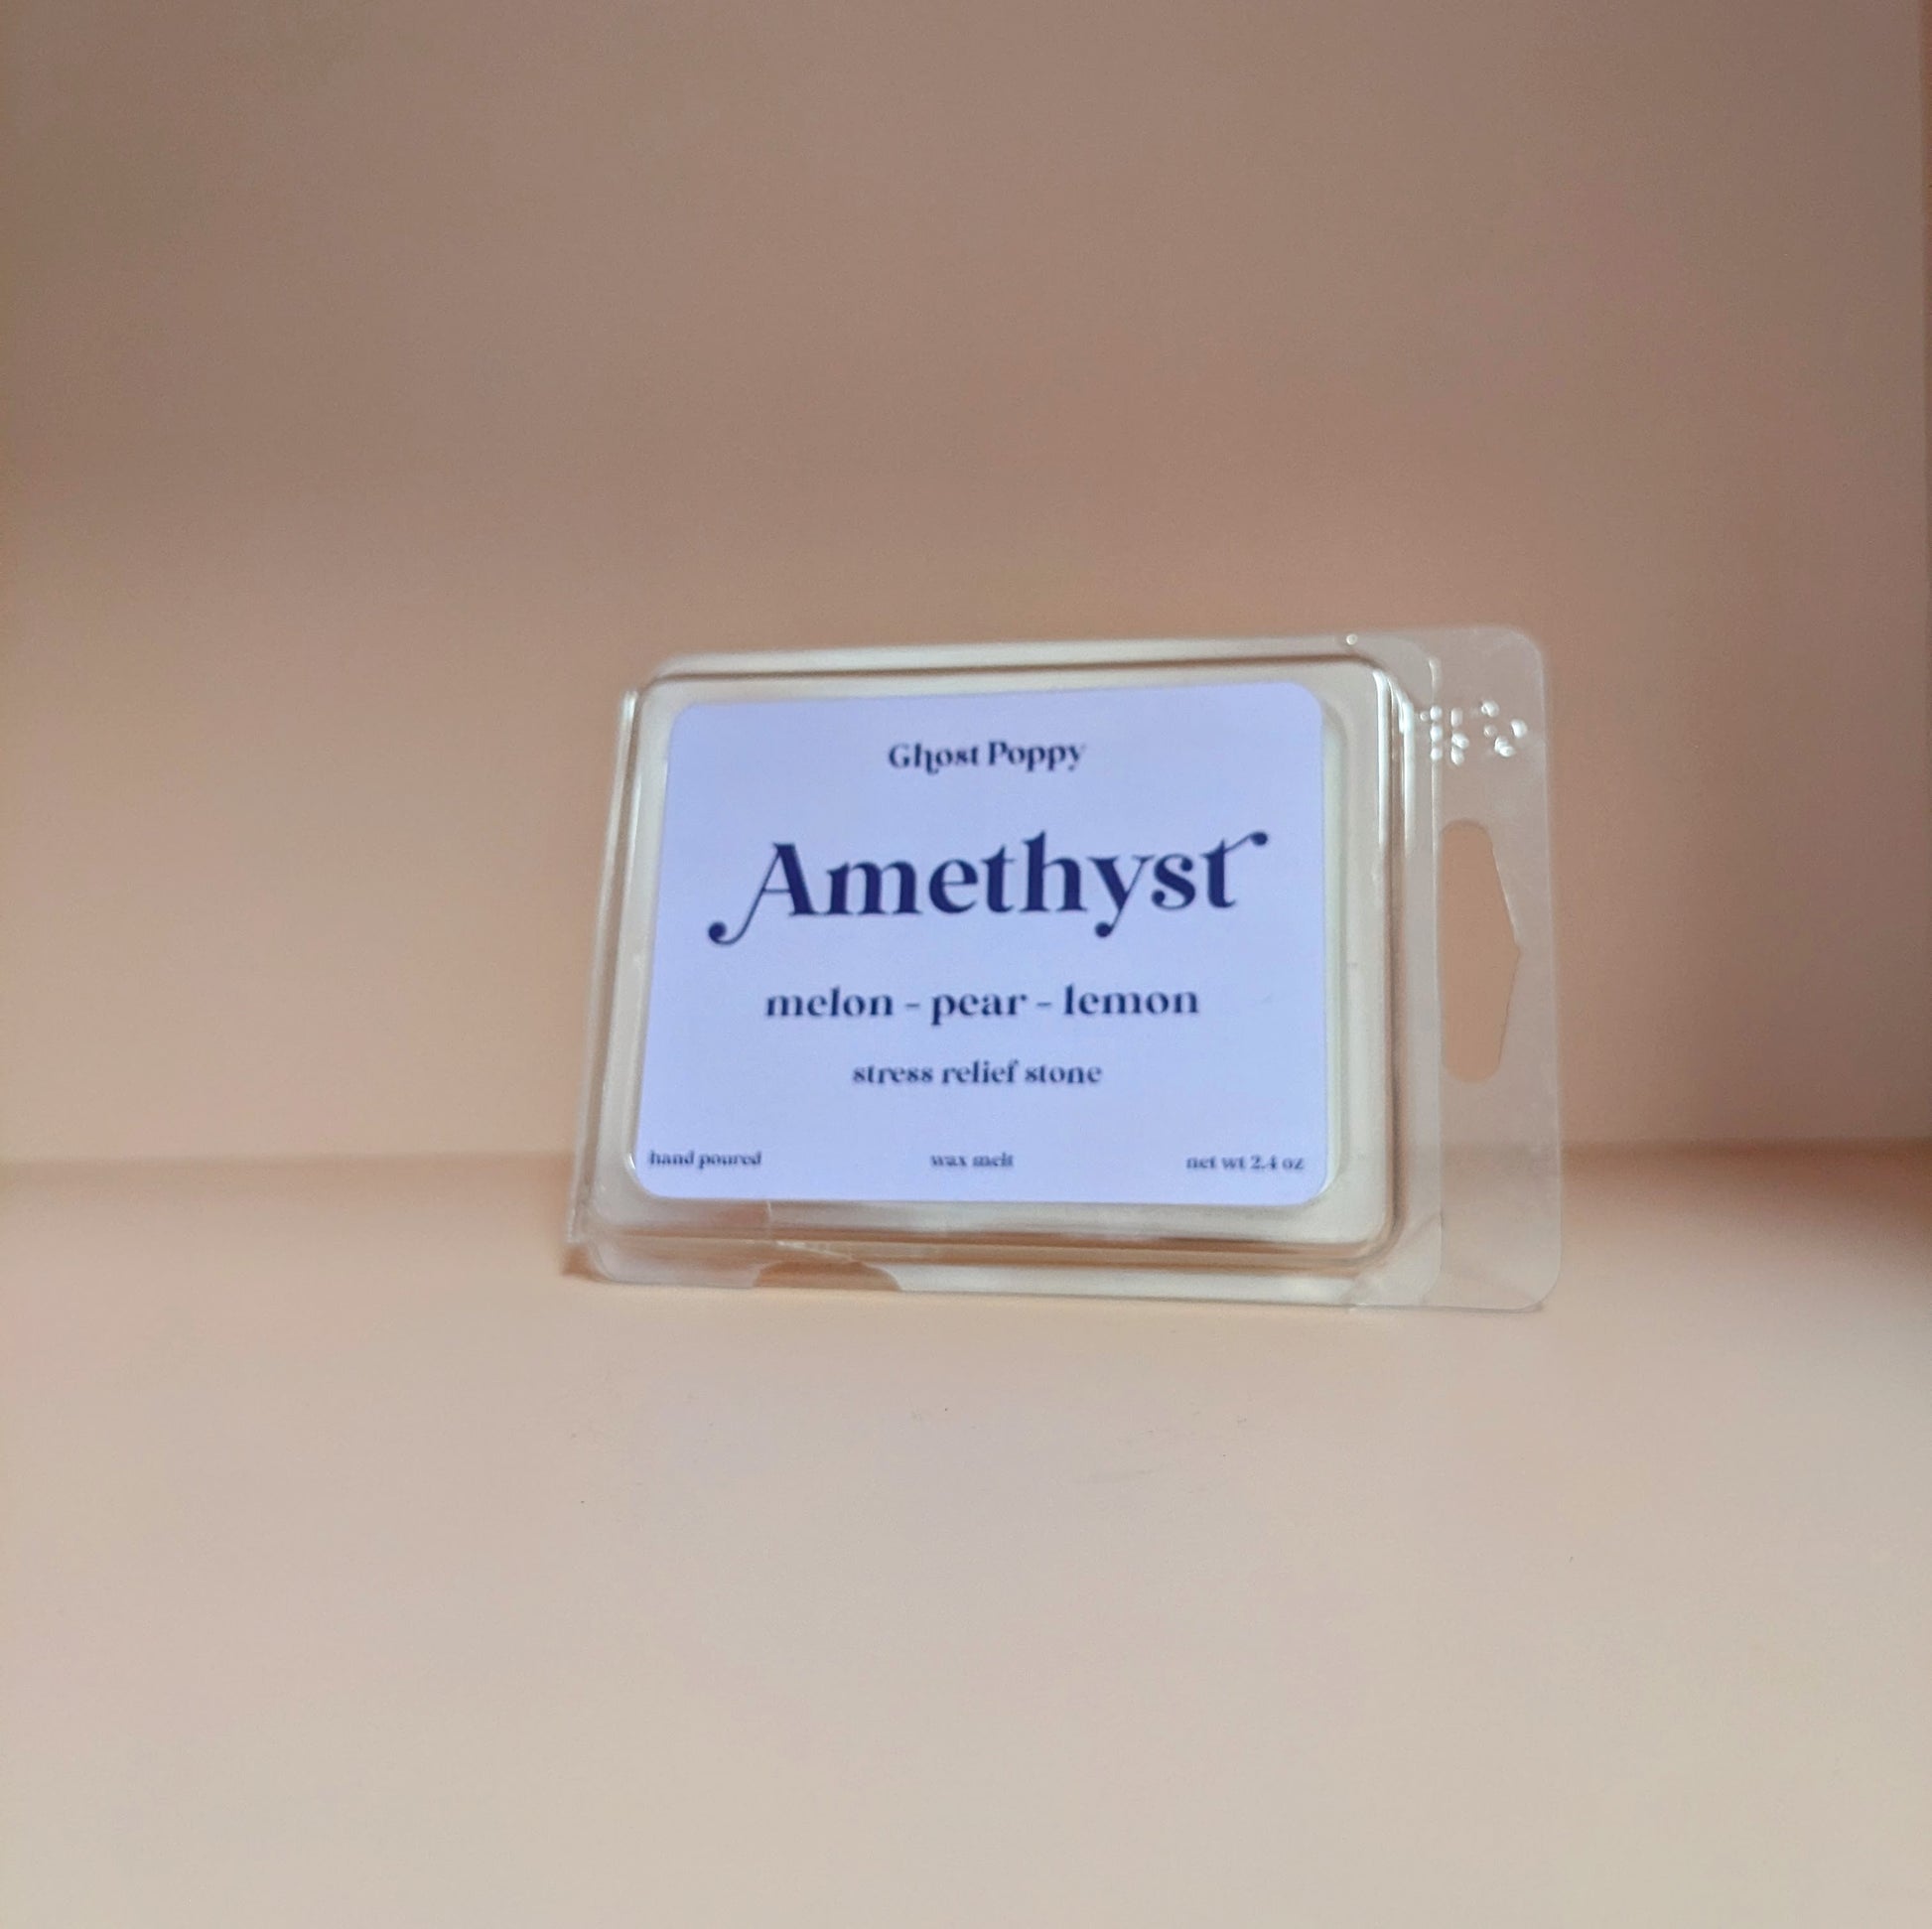 Ghost Poppy
Amethyst
melon - pear - lemon
stress relief stone
hand poured wax melt net wt 2.4 oz